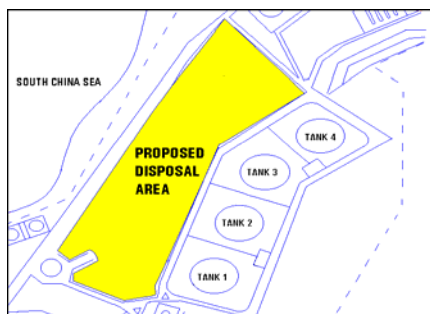 SOUTH CHINA SEA
TANK 4
PROPOSED
DISPOSAL
AREA
TANK 3
TANK 2
TANK 1